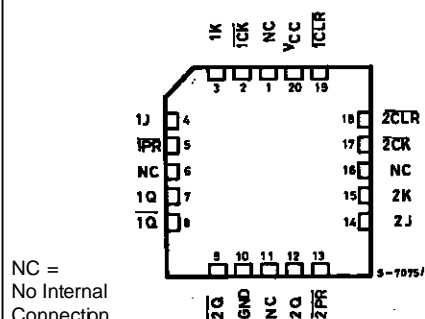 1K
1CK
NC
VCC
1CLR
3 2 1 20 19
1J 4
1PR 5
NC 6
1Q 7
1Q 8
18 2CLR
17 2CK
16 NC
15 2K
14 2J
9 10 11 12 13
2Q
GND
NC
2Q
2PR
S-7075/
NC =
No Internal
Connection